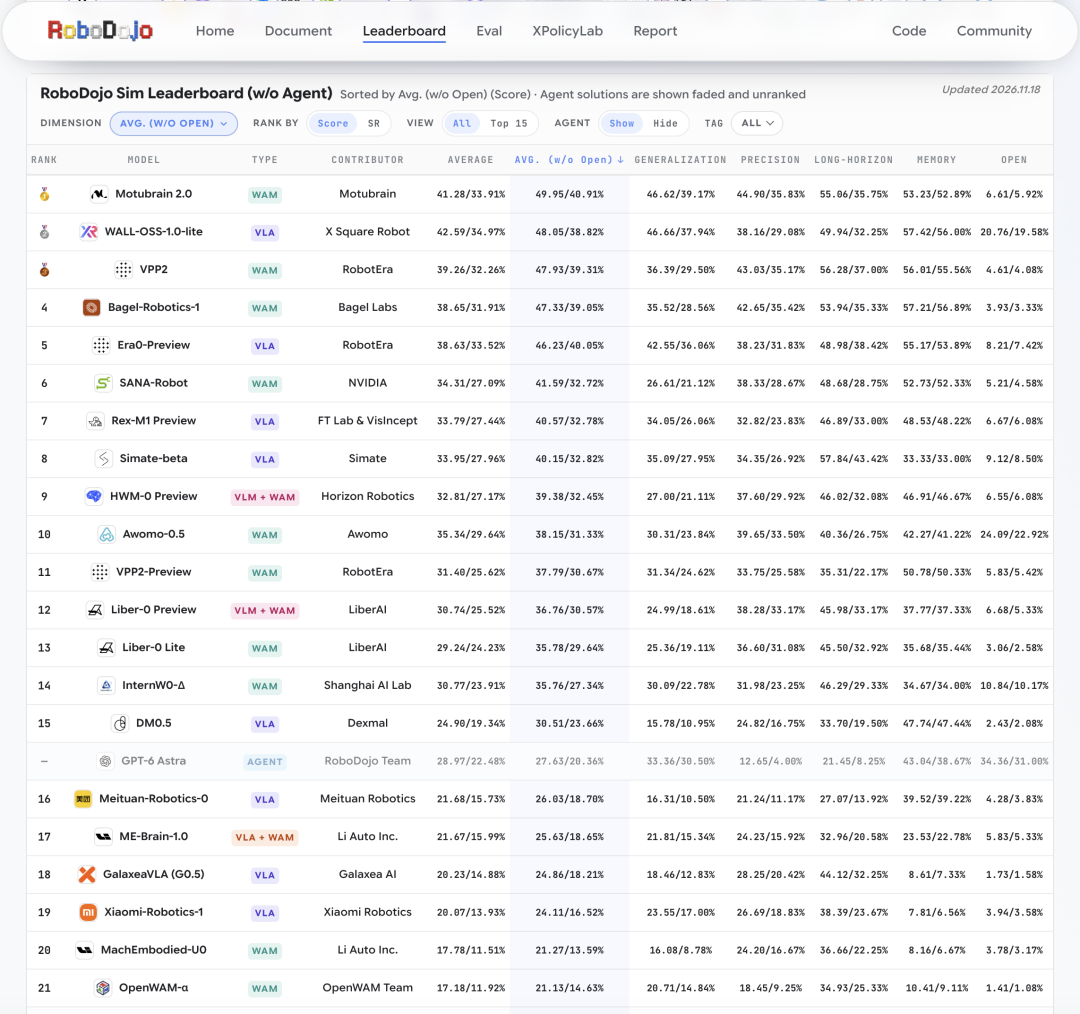 RoboDojo Home Document Leaderboard Eval XPolicyLab Report Code Community
RoboDojo Sim Leaderboard (w/o Agent) Sorted by Avg. (w/o Open) (Score) · Agent solutions are shown faded and unranked Updated 2026.11.18
DIMENSION AVG. (W/O OPEN) RANK BY Score SR VIEW All Top 15 AGENT Show Hide TAG ALL
RANK MODEL TYPE CONTRIBUTOR AVERAGE AVG. (w/o Open) ↓ GENERALIZATION PRECISION LONG-HORIZON MEMORY OPEN
Motubrain 2.0 WAM Motubrain 41.28/33.91% 49.95/40.91% 46.62/39.17% 44.90/35.83% 55.06/35.75% 53.23/52.89% 6.61/5.92%
WALL-OSS-1.0-lite VLA X Square Robot 42.59/34.97% 48.05/38.82% 46.66/37.94% 38.16/29.08% 49.94/32.25% 57.42/56.00% 20.76/19.58%
VPP2 WAM RobotEra 39.26/32.26% 47.93/39.31% 36.39/29.50% 43.03/35.17% 56.28/37.00% 56.01/55.56% 4.61/4.08%
4 Bagel-Robotics-1 WAM Bagel Labs 38.65/31.91% 47.33/39.05% 35.52/28.56% 42.65/35.42% 53.94/35.33% 57.21/56.89% 3.93/3.33%
5 Era0-Preview VLA RobotEra 38.63/33.52% 46.23/40.05% 42.55/36.06% 38.23/31.83% 48.98/38.42% 55.17/53.89% 8.21/7.42%
6 SANA-Robot WAM NVIDIA 34.31/27.09% 41.59/32.72% 26.61/21.12% 38.33/28.67% 48.68/28.75% 52.73/52.33% 5.21/4.58%
7 Rex-M1 Preview VLA FT Lab & VisIncept 33.79/27.44% 40.57/32.78% 34.05/26.06% 32.82/23.83% 46.89/33.00% 48.53/48.22% 6.67/6.08%
8 Simate-beta VLA Simate 33.95/27.96% 40.15/32.82% 35.09/27.95% 34.35/26.92% 57.84/43.42% 33.33/33.00% 9.12/8.50%
9 HWM-0 Preview VLM + WAM Horizon Robotics 32.81/27.17% 39.38/32.45% 27.00/21.11% 37.60/29.92% 46.02/32.08% 46.91/46.67% 6.55/6.08%
10 Awomo-0.5 WAM Awomo 35.34/29.64% 38.15/31.33% 30.31/23.84% 39.65/33.50% 40.36/26.75% 42.27/41.22% 24.09/22.92%
11 VPP2-Preview WAM RobotEra 31.40/25.62% 37.79/30.67% 31.34/24.62% 33.75/25.58% 35.31/22.17% 50.78/50.33% 5.83/5.42%
12 Liber-0 Preview VLM + WAM LiberAI 30.74/25.52% 36.76/30.57% 24.99/18.61% 38.28/33.17% 45.98/33.17% 37.77/37.33% 6.68/5.33%
13 Liber-0 Lite WAM LiberAI 29.24/24.23% 35.78/29.64% 25.36/19.11% 36.60/31.08% 45.50/32.92% 35.68/35.44% 3.06/2.58%
14 InternW0-Δ WAM Shanghai AI Lab 30.77/23.91% 35.76/27.34% 30.09/22.78% 31.98/23.25% 46.29/29.33% 34.67/34.00% 10.84/10.17%
15 DM0.5 VLA Dexmal 24.90/19.34% 30.51/23.66% 15.78/10.95% 24.82/16.75% 33.70/19.50% 47.74/47.44% 2.43/2.08%
– GPT-6 Astra AGENT RoboDojo Team 28.97/22.48% 27.63/20.36% 33.36/30.50% 12.65/4.00% 21.45/8.25% 43.04/38.67% 34.36/31.00%
16 美团 Meituan-Robotics-0 VLA Meituan Robotics 21.68/15.73% 26.03/18.70% 16.31/10.50% 21.24/11.17% 27.07/13.92% 39.52/39.22% 4.28/3.83%
17 ME-Brain-1.0 VLA + WAM Li Auto Inc. 21.67/15.99% 25.63/18.65% 21.81/15.34% 24.23/15.92% 32.96/20.58% 23.53/22.78% 5.83/5.33%
18 GalaxeaVLA (G0.5) VLA Galaxea AI 20.23/14.88% 24.86/18.21% 18.46/12.83% 28.25/20.42% 44.12/32.25% 8.61/7.33% 1.73/1.58%
19 Xiaomi-Robotics-1 VLA Xiaomi Robotics 20.07/13.93% 24.11/16.52% 23.55/17.00% 26.69/18.83% 38.39/23.67% 7.81/6.56% 3.94/3.58%
20 MachEmbodied-U0 WAM Li Auto Inc. 17.78/11.51% 21.27/13.59% 16.08/8.78% 24.20/16.67% 36.66/22.25% 8.16/6.67% 3.78/3.17%
21 OpenWAM-α WAM OpenWAM Team 17.18/11.92% 21.13/14.63% 20.71/14.84% 18.45/9.25% 34.93/25.33% 10.41/9.11% 1.41/1.08%